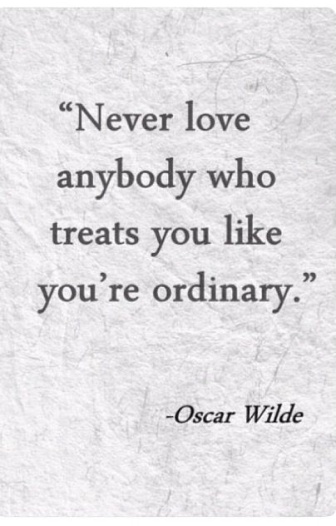 “Never love
anybody who
treats you like
you’re ordinary.”
-Oscar Wilde